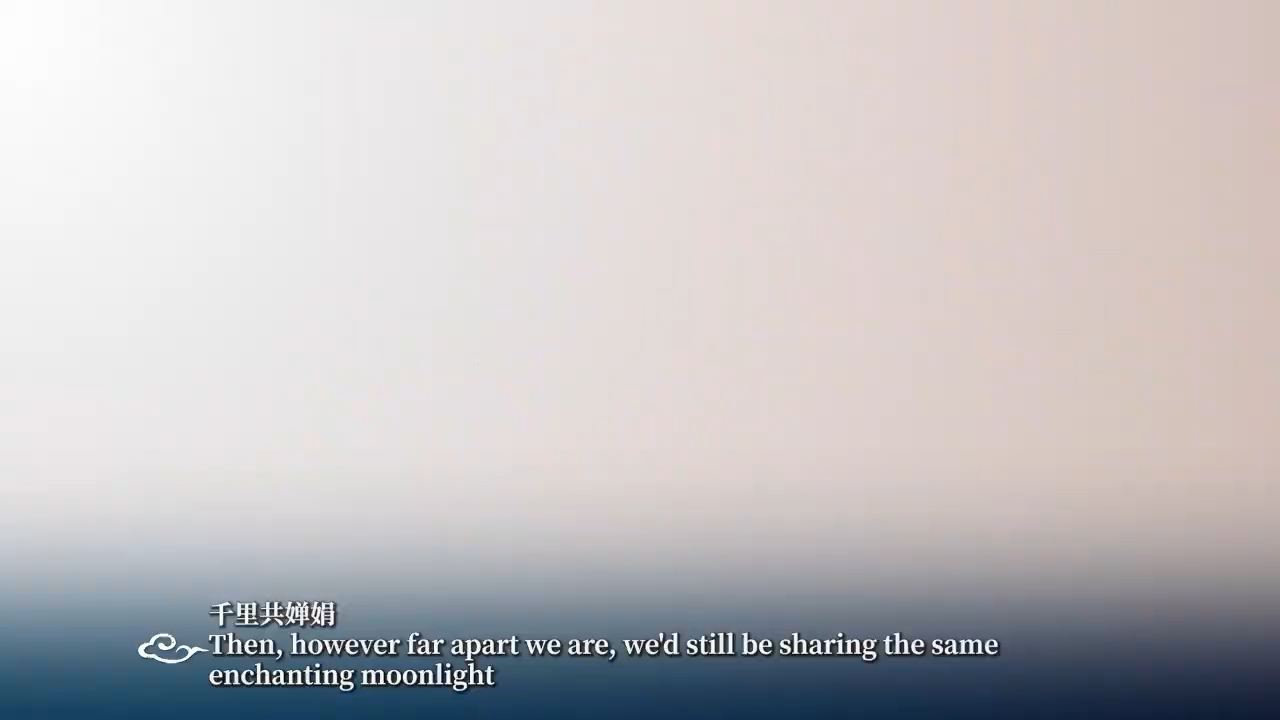 千里共婵娟
Then, however far apart we are, we'd still be sharing the same
enchanting moonlight